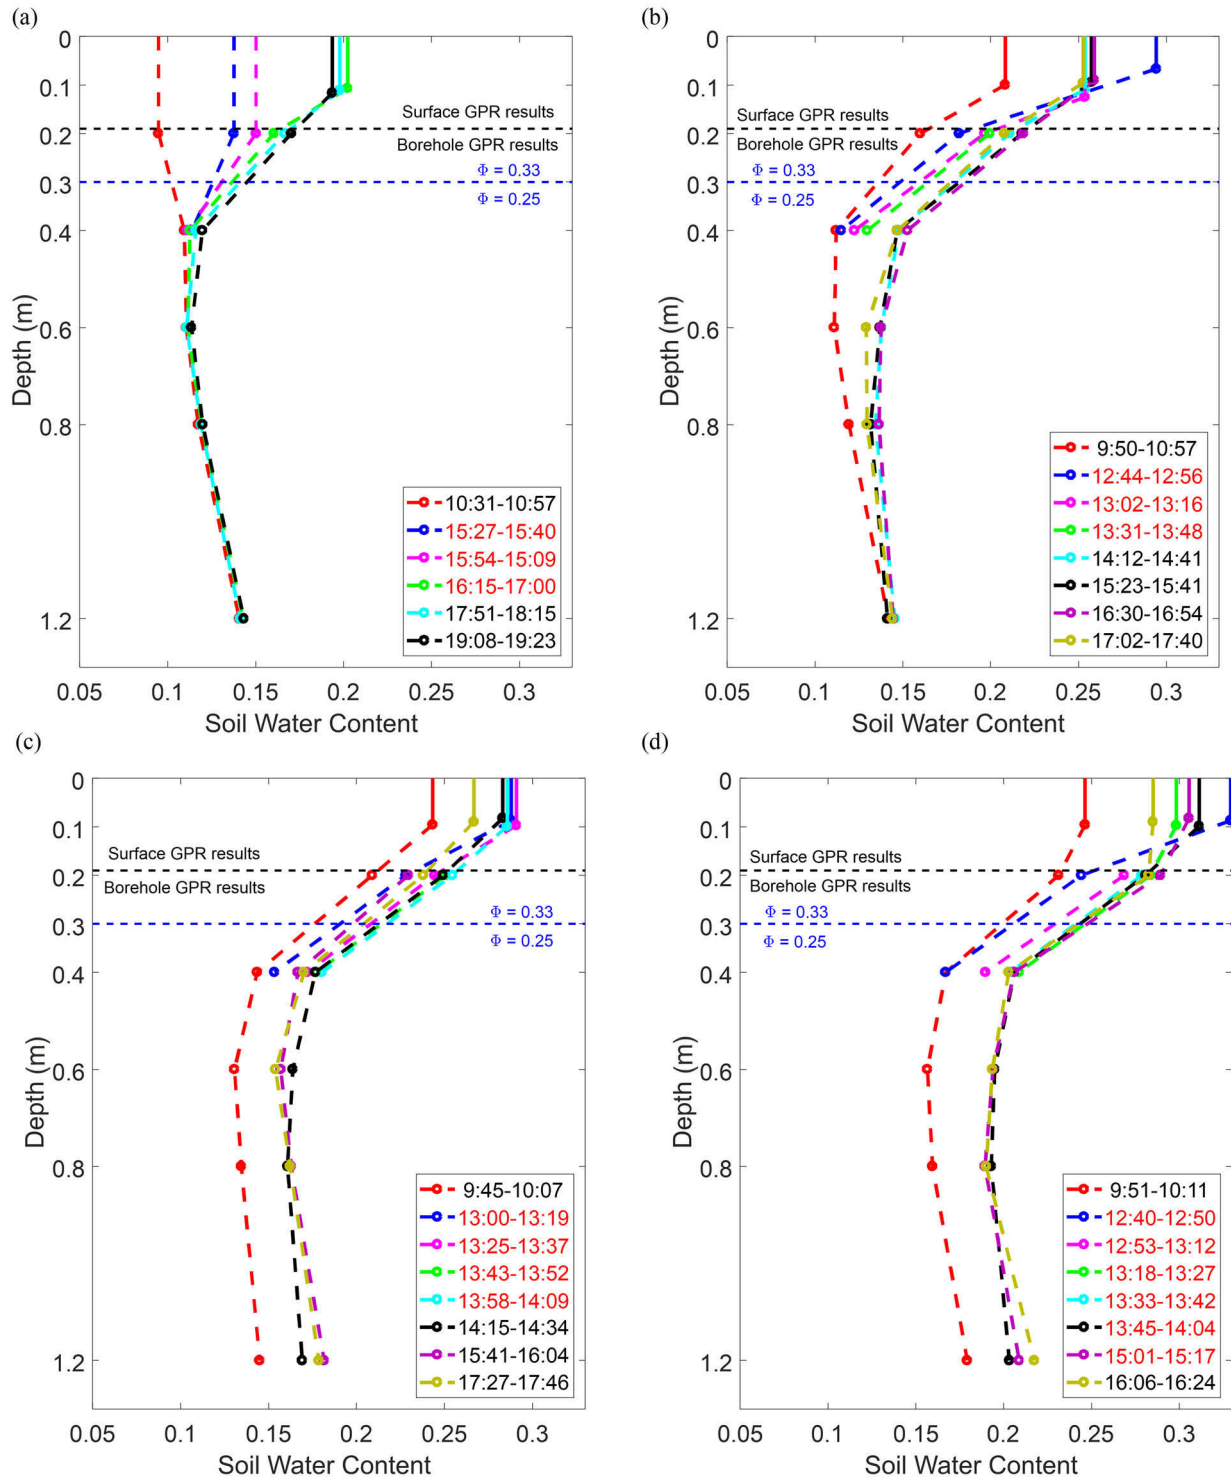 (a)
0
0.1
0.2
0.3
0.4
0.6
0.8
1.2
Depth (m)
Surface GPR results
Borehole GPR results
Φ = 0.33
Φ = 0.25
10:31-10:57
15:27-15:40
15:54-15:09
16:15-17:00
17:51-18:15
19:08-19:23
0.05 0.1 0.15 0.2 0.25 0.3
Soil Water Content
(b)
0
0.1
0.2
0.3
0.4
0.6
0.8
1.2
Depth (m)
Surface GPR results
Borehole GPR results
Φ = 0.33
Φ = 0.25
9:50-10:57
12:44-12:56
13:02-13:16
13:31-13:48
14:12-14:41
15:23-15:41
16:30-16:54
17:02-17:40
0.05 0.1 0.15 0.2 0.25 0.3
Soil Water Content
(c)
0
0.1
0.2
0.3
0.4
0.6
0.8
1.2
Depth (m)
Surface GPR results
Borehole GPR results
Φ = 0.33
Φ = 0.25
9:45-10:07
13:00-13:19
13:25-13:37
13:43-13:52
13:58-14:09
14:15-14:34
15:41-16:04
17:27-17:46
0.05 0.1 0.15 0.2 0.25 0.3
Soil Water Content
(d)
0
0.1
0.2
0.3
0.4
0.6
0.8
1.2
Depth (m)
Surface GPR results
Borehole GPR results
Φ = 0.33
Φ = 0.25
9:51-10:11
12:40-12:50
12:53-13:12
13:18-13:27
13:33-13:42
13:45-14:04
15:01-15:17
16:06-16:24
0.05 0.1 0.15 0.2 0.25 0.3
Soil Water Content